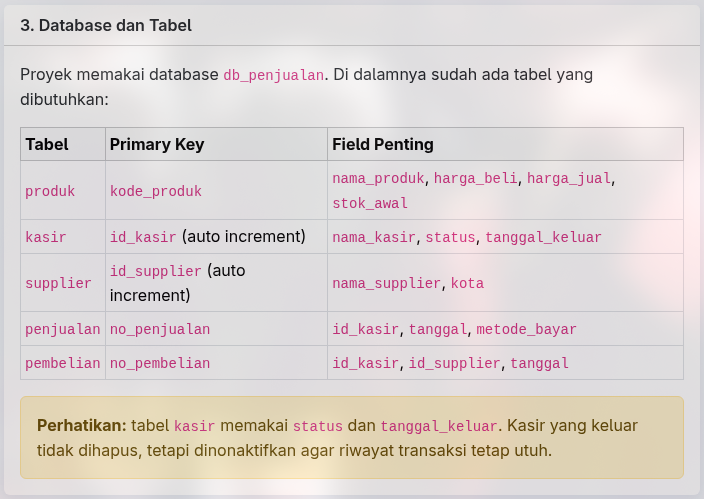 3. Database dan Tabel
Proyek memakai database db_penjualan. Di dalamnya sudah ada tabel yang
dibutuhkan:
Tabel Primary Key Field Penting
produk kode_produk nama_produk, harga_beli, harga_jual,
stok_awal
kasir id_kasir (auto increment) nama_kasir, status, tanggal_keluar
supplier id_supplier (auto
increment) nama_supplier, kota
penjualan no_penjualan id_kasir, tanggal, metode_bayar
pembelian no_pembelian id_kasir, id_supplier, tanggal
Perhatikan: tabel kasir memakai status dan tanggal_keluar. Kasir yang keluar
tidak dihapus, tetapi dinonaktifkan agar riwayat transaksi tetap utuh.